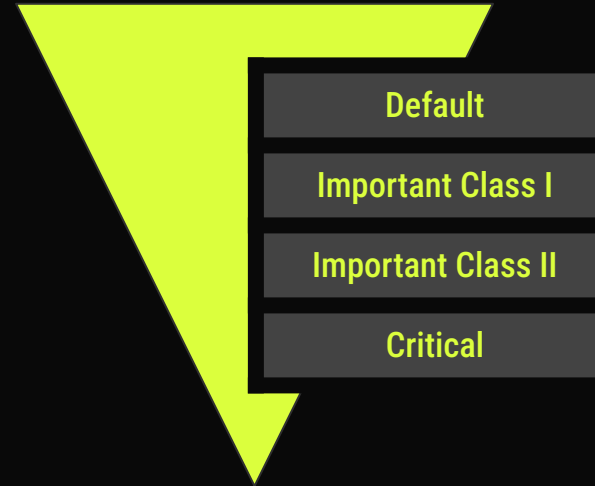 Default
Important Class I
Important Class II
Critical